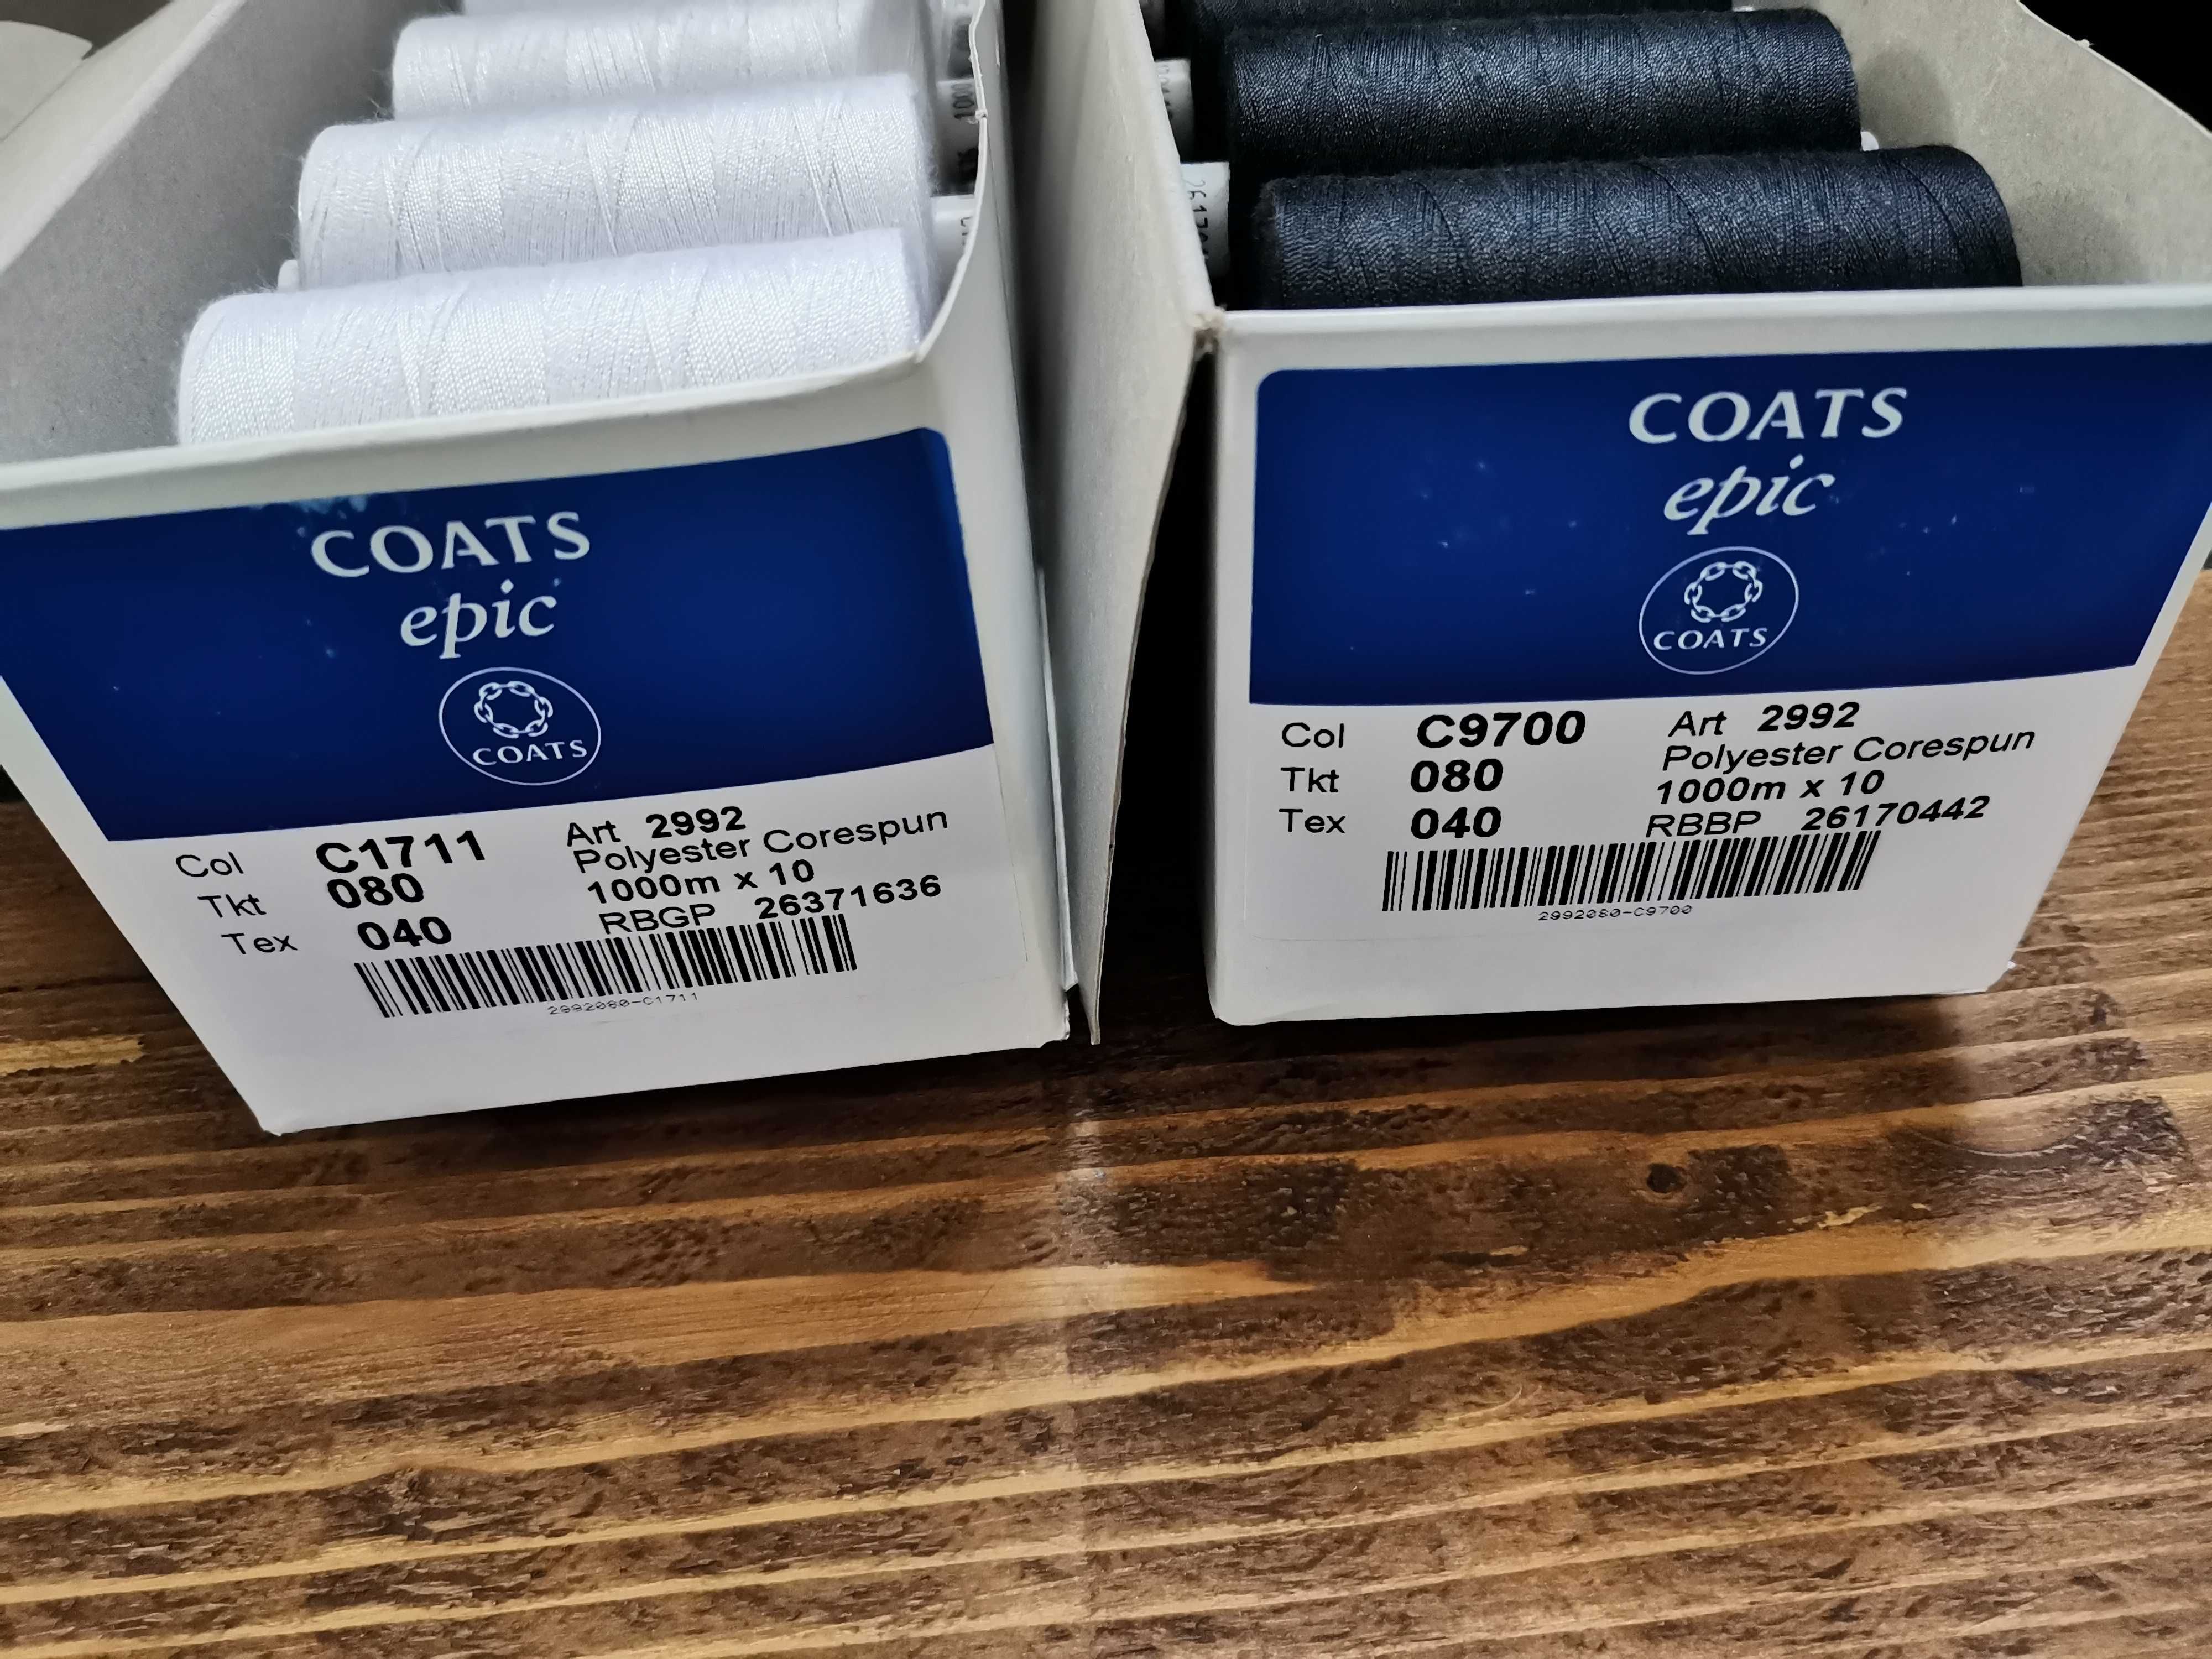 COATS
epic
COATS
Col C1711
Tkt 080
Tex 040
Art 2992
Polyester Corespun
1000m x 10
RBGP 26371636
2992080-C1711
COATS
epic
COATS
Col C9700
Tkt 080
Tex 040
Art 2992
Polyester Corespun
1000m x 10
RBBP 26170442
2992080-C9700